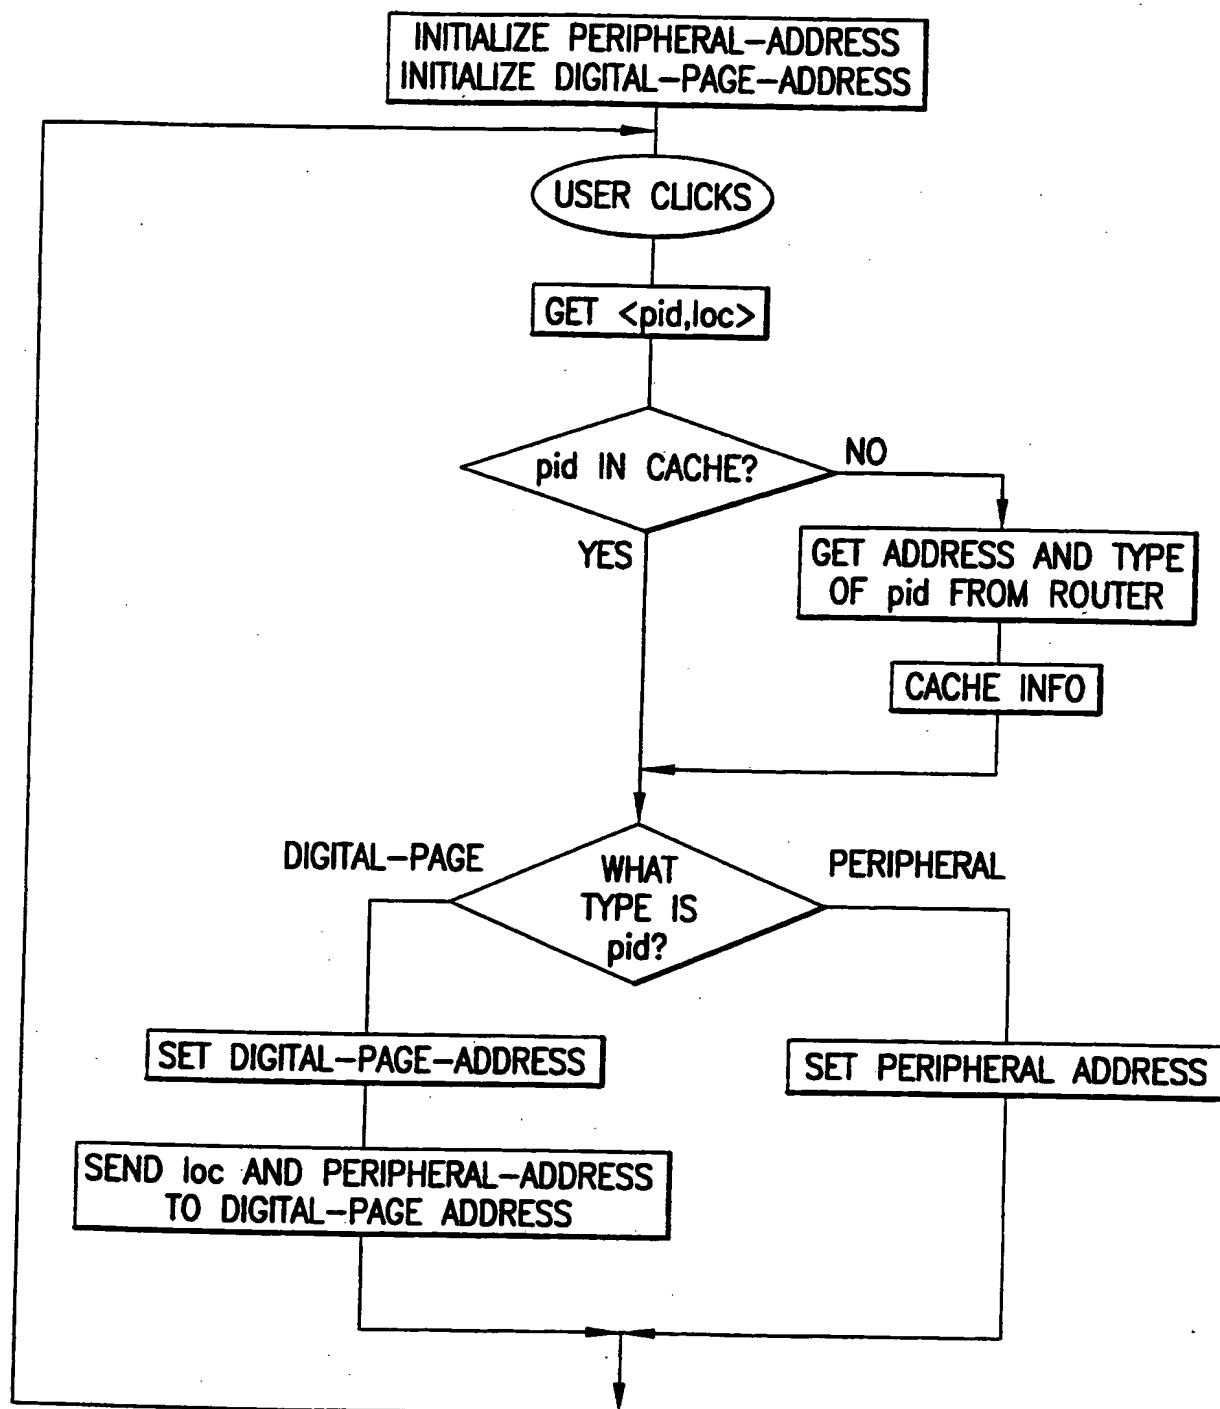 INITIALIZE PERIPHERAL-ADDRESS
INITIALIZE DIGITAL-PAGE-ADDRESS
USER CLICKS
GET <pid,loc>
pid IN CACHE?
NO
YES
GET ADDRESS AND TYPE
OF pid FROM ROUTER
CACHE INFO
DIGITAL-PAGE
WHAT
TYPE IS
pid?
PERIPHERAL
SET DIGITAL-PAGE-ADDRESS
SET PERIPHERAL ADDRESS
SEND loc AND PERIPHERAL-ADDRESS
TO DIGITAL-PAGE ADDRESS